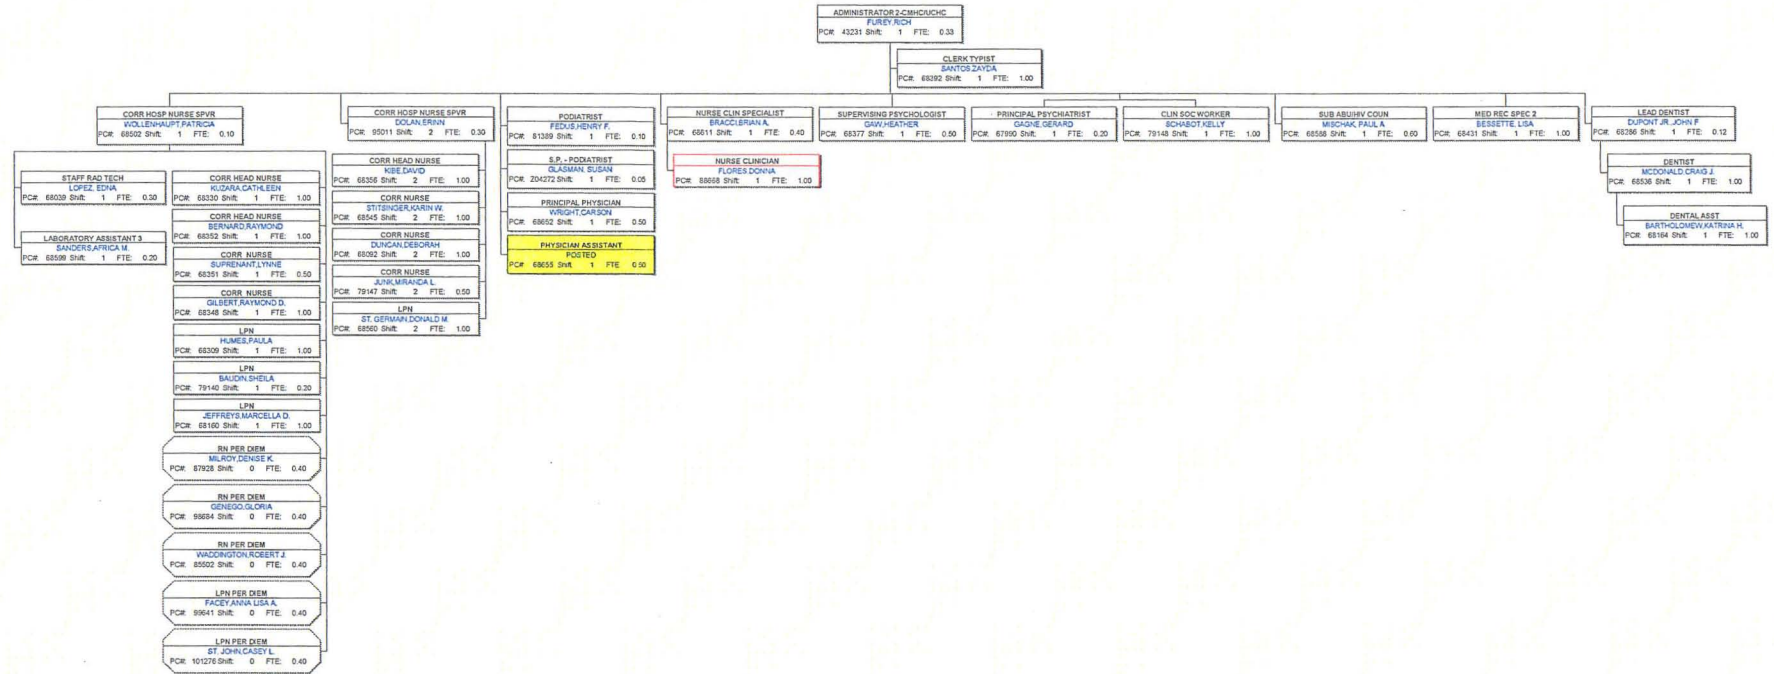 ADMINISTRATOR 2-CMHC/UCHC
FUREY,RICH
PC#: 43231 Shift: 1 FTE: 0.33
CLERK TYPIST
SANTOS,ZAYDA
PC#: 68392 Shift: 1 FTE: 1.00
CORR HOSP NURSE SPVR
WOLLENHAUPT,PATRICIA
PC#: 68502 Shift: 1 FTE: 0.10
STAFF RAD TECH
LOPEZ, EDNA
PC#: 68039 Shift: 1 FTE: 0.30
LABORATORY ASSISTANT 3
SANDERS,AFRICA M.
PC#: 68599 Shift: 1 FTE: 0.20
CORR HEAD NURSE
KUZARA,CATHLEEN
PC#: 68330 Shift: 1 FTE: 1.00
CORR HEAD NURSE
BERNARD,RAYMOND
PC#: 68352 Shift: 1 FTE: 1.00
CORR NURSE
SUPRENANT,LYNNE
PC#: 68351 Shift: 1 FTE: 0.50
CORR NURSE
GILBERT,RAYMOND D.
PC#: 68348 Shift: 1 FTE: 1.00
LPN
HUMES,PAULA
PC#: 68309 Shift: 1 FTE: 1.00
LPN
BAUDIN,SHEILA
PC#: 79140 Shift: 1 FTE: 0.20
LPN
JEFFREYS,MARCELLA D.
PC#: 68160 Shift: 1 FTE: 1.00
RN PER DIEM
MILROY,DENISE K.
PC#: 87928 Shift: 0 FTE: 0.40
RN PER DIEM
GENEGO,GLORIA
PC#: 98684 Shift: 0 FTE: 0.40
RN PER DIEM
WADDINGTON,ROBERT J.
PC#: 85502 Shift: 0 FTE: 0.40
LPN PER DIEM
FACEY,ANNA LISA A.
PC#: 99641 Shift: 0 FTE: 0.40
LPN PER DIEM
ST. JOHN,CASEY L.
PC#: 101276 Shift: 0 FTE: 0.40
CORR HOSP NURSE SPVR
DOLAN,ERINN
PC#: 95011 Shift: 2 FTE: 0.30
CORR HEAD NURSE
KIBE,DAVID
PC#: 68356 Shift: 2 FTE: 1.00
CORR NURSE
STITSINGER,KARIN W.
PC#: 68545 Shift: 2 FTE: 1.00
CORR NURSE
DUNCAN,DEBORAH
PC#: 68092 Shift: 2 FTE: 1.00
CORR NURSE
JUNK,MIRANDA L.
PC#: 79147 Shift: 2 FTE: 0.50
LPN
ST. GERMAIN,DONALD M.
PC#: 68560 Shift: 2 FTE: 1.00
PODIATRIST
FEDUS,HENRY F.
PC#: 81389 Shift: 1 FTE: 0.10
S.P. - PODIATRIST
GLASMAN, SUSAN
PC#: Z04272 Shift: 1 FTE: 0.05
PRINCIPAL PHYSICIAN
WRIGHT,CARSON
PC#: 68652 Shift: 1 FTE: 0.50
PHYSICIAN ASSISTANT
POSTED
PC#: 68655 Shift: 1 FTE: 0.50
NURSE CLIN SPECIALIST
BRACCI,BRIAN A.
PC#: 68611 Shift: 1 FTE: 0.40
NURSE CLINICIAN
FLORES,DONNA
PC#: 88668 Shift: 1 FTE: 1.00
SUPERVISING PSYCHOLOGIST
GAW,HEATHER
PC#: 68377 Shift: 1 FTE: 0.50
PRINCIPAL PSYCHIATRIST
GAGNE,GERARD
PC#: 67990 Shift: 1 FTE: 0.20
CLIN SOC WORKER
SCHABOT,KELLY
PC#: 79148 Shift: 1 FTE: 1.00
SUB ABU/HV COUN
MISCHAK, PAUL A
PC#: 68588 Shift: 1 FTE: 0.60
MED REC SPEC 2
BESSETTE, LISA
PC#: 68431 Shift: 1 FTE: 1.00
LEAD DENTIST
DUPONT JR.,JOHN F
PC#: 68286 Shift: 1 FTE: 0.12
DENTIST
MCDONALD,CRAIG J.
PC#: 68536 Shift: 1 FTE: 1.00
DENTAL ASST
BARTHOLOMEW,KATRINA H.
PC#: 68164 Shift: 1 FTE: 1.00